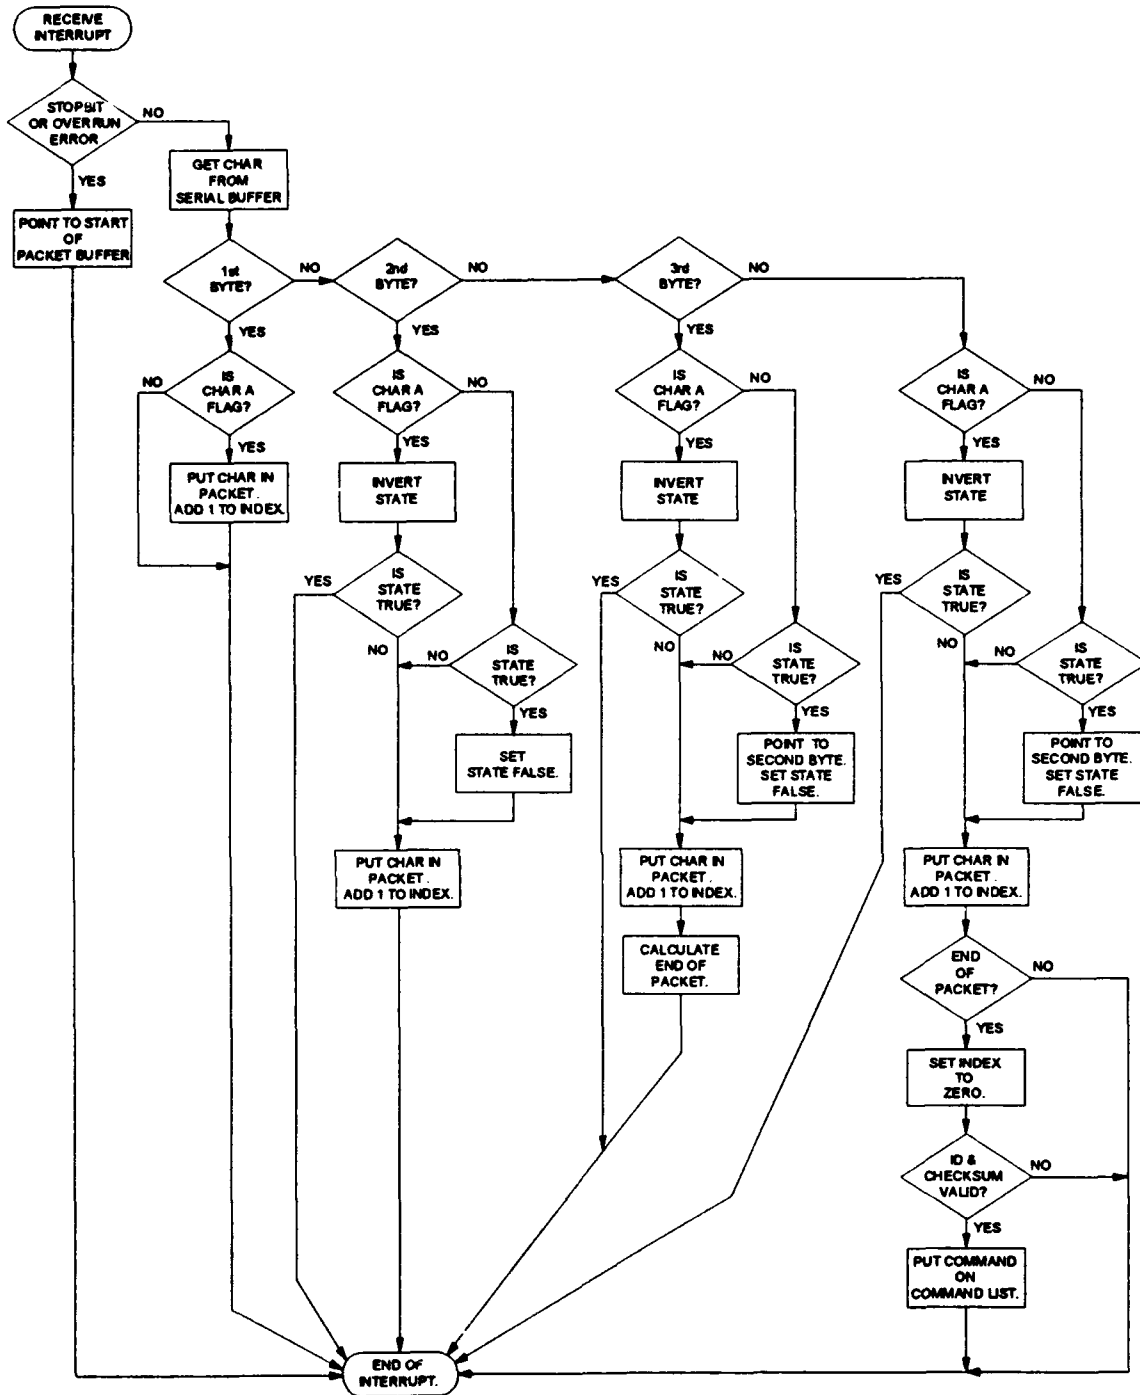 RECEIVE
INTERRUPT
STOPBIT
OR OVERRUN
ERROR
NO
YES
POINT TO START
OF
PACKET BUFFER
GET CHAR
FROM
SERIAL BUFFER
1st
BYTE?
NO
YES
2nd
BYTE?
NO
YES
3rd
BYTE?
NO
YES
IS
CHAR A
FLAG?
NO
YES
PUT CHAR IN
PACKET.
ADD 1 TO INDEX.
IS
CHAR A
FLAG?
NO
YES
INVERT
STATE
IS
STATE
TRUE?
YES
NO
IS
STATE
TRUE?
NO
YES
SET
STATE FALSE.
PUT CHAR IN
PACKET.
ADD 1 TO INDEX.
IS
CHAR A
FLAG?
NO
YES
INVERT
STATE
IS
STATE
TRUE?
YES
NO
IS
STATE
TRUE?
NO
YES
POINT TO
SECOND BYTE.
SET STATE
FALSE.
PUT CHAR IN
PACKET.
ADD 1 TO INDEX.
CALCULATE
END OF
PACKET.
IS
CHAR A
FLAG?
NO
YES
INVERT
STATE
IS
STATE
TRUE?
YES
NO
IS
STATE
TRUE?
NO
YES
POINT TO
SECOND BYTE.
SET STATE
FALSE.
PUT CHAR IN
PACKET.
ADD 1 TO INDEX.
END
OF
PACKET?
NO
YES
SET INDEX
TO
ZERO.
ID &
CHECKSUM
VALID?
NO
YES
PUT COMMAND
ON
COMMAND LIST.
END OF
INTERRUPT.